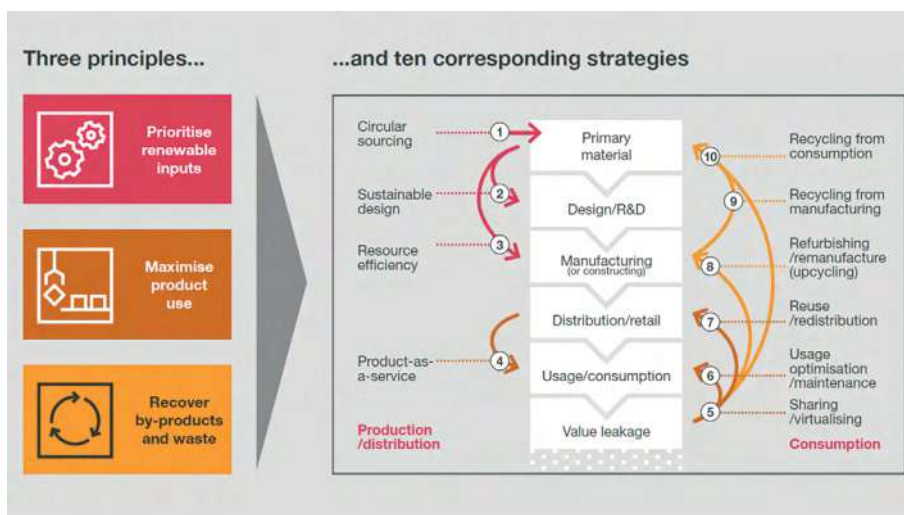 Three principles...
Prioritise
renewable
inputs
Maximise
product
use
Recover
by-products
and waste
...and ten corresponding strategies
Circular
sourcing
1
Sustainable
design
2
Resource
efficiency
3
Product-as-
a-service
4
Production
/distribution
Primary
material
Design/R&D
Manufacturing
(or constructing)
Distribution/retail
Usage/consumption
Value leakage
10
Recycling from
consumption
9
Recycling from
manufacturing
8
Refurbishing
/remanufacture
(upcycling)
7
Reuse
/redistribution
6
Usage
optimisation
/maintenance
5
Sharing
/virtualising
Consumption